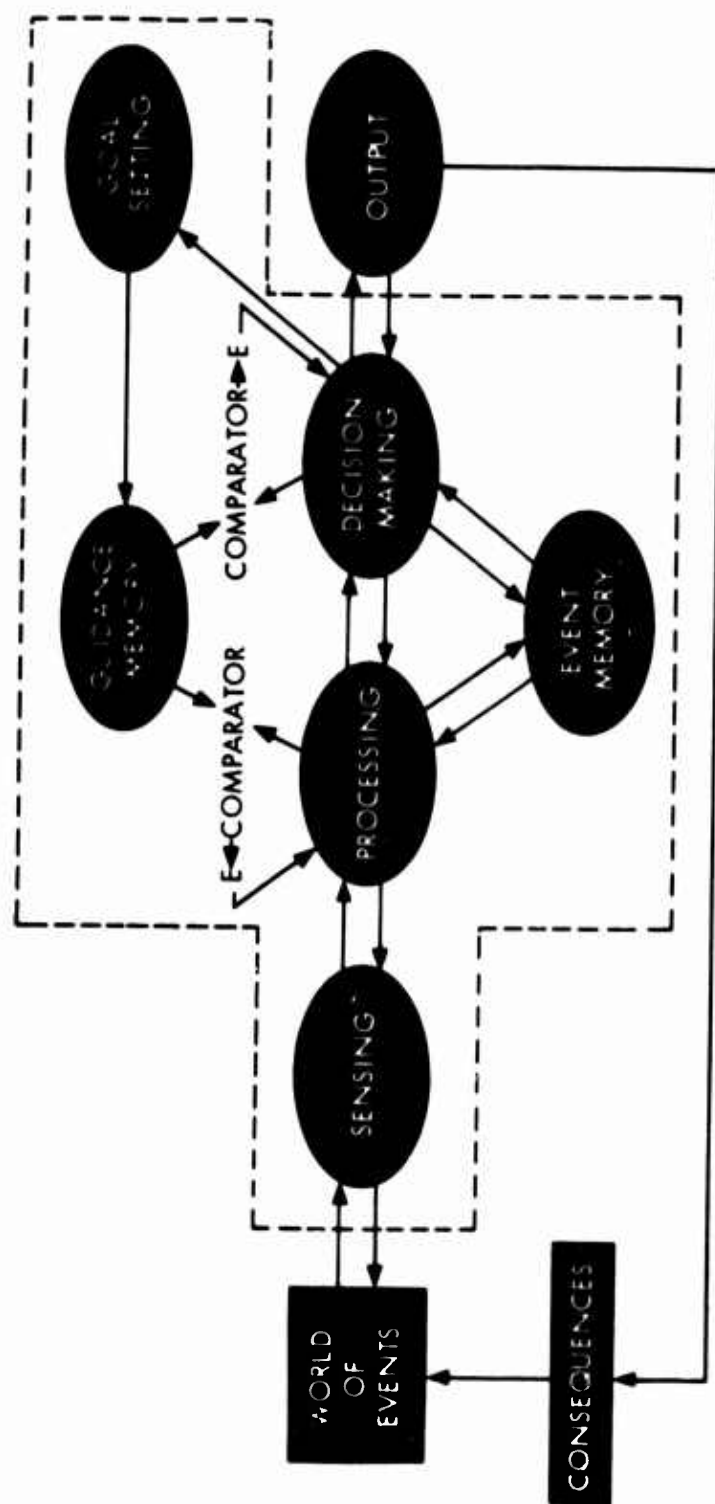 GOAL
SETTING
GUIDANCE
MEMORY
E
COMPARATOR
COMPARATOR
E
WORLD
OF
EVENTS
SENSING
PROCESSING
DECISION
MAKING
OUTPUT
EVENT
MEMORY
CONSEQUENCES